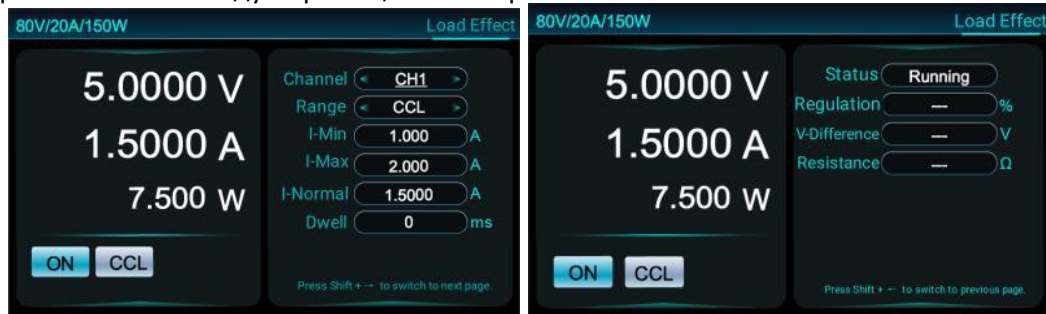 80V/20A/150W Load Effect
5.0000 V
1.5000 A
7.500 W
ON CCL
Channel CH1
Range CCL
I-Min 1.000 A
I-Max 2.000 A
I-Normal 1.5000 A
Dwell 0 ms
Press Shift + → to switch to next page.
80V/20A/150W Load Effect
5.0000 V
1.5000 A
7.500 W
ON CCL
Status Running
Regulation --- %
V-Difference --- V
Resistance --- Ω
Press Shift + ← to switch to previous page.